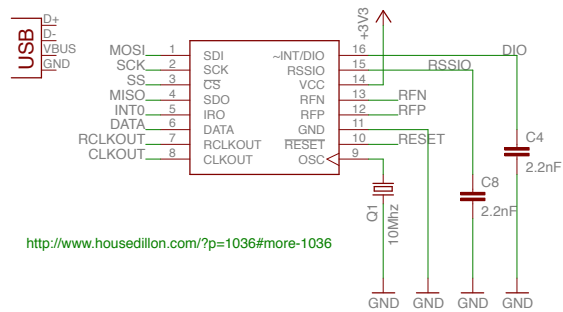 USB
D+
D-
VBUS
GND
MOSI 1 SDI
SCK 2 SCK
SS 3 CS
MISO 4 SDO
INT0 5 IRO
DATA 6 DATA
RCLKOUT 7 RCLKOUT
CLKOUT 8 CLKOUT
~INT/DIO 16 DIO
RSSIO 15 RSSIO
VCC 14
+3V3
RFN 13 RFN
RFP 12 RFP
GND 11
RESET 10 RESET
OSC 9
Q1
10Mhz
C8
2.2nF
C4
2.2nF
http://www.housedillon.com/?p=1036#more-1036
GND GND GND GND